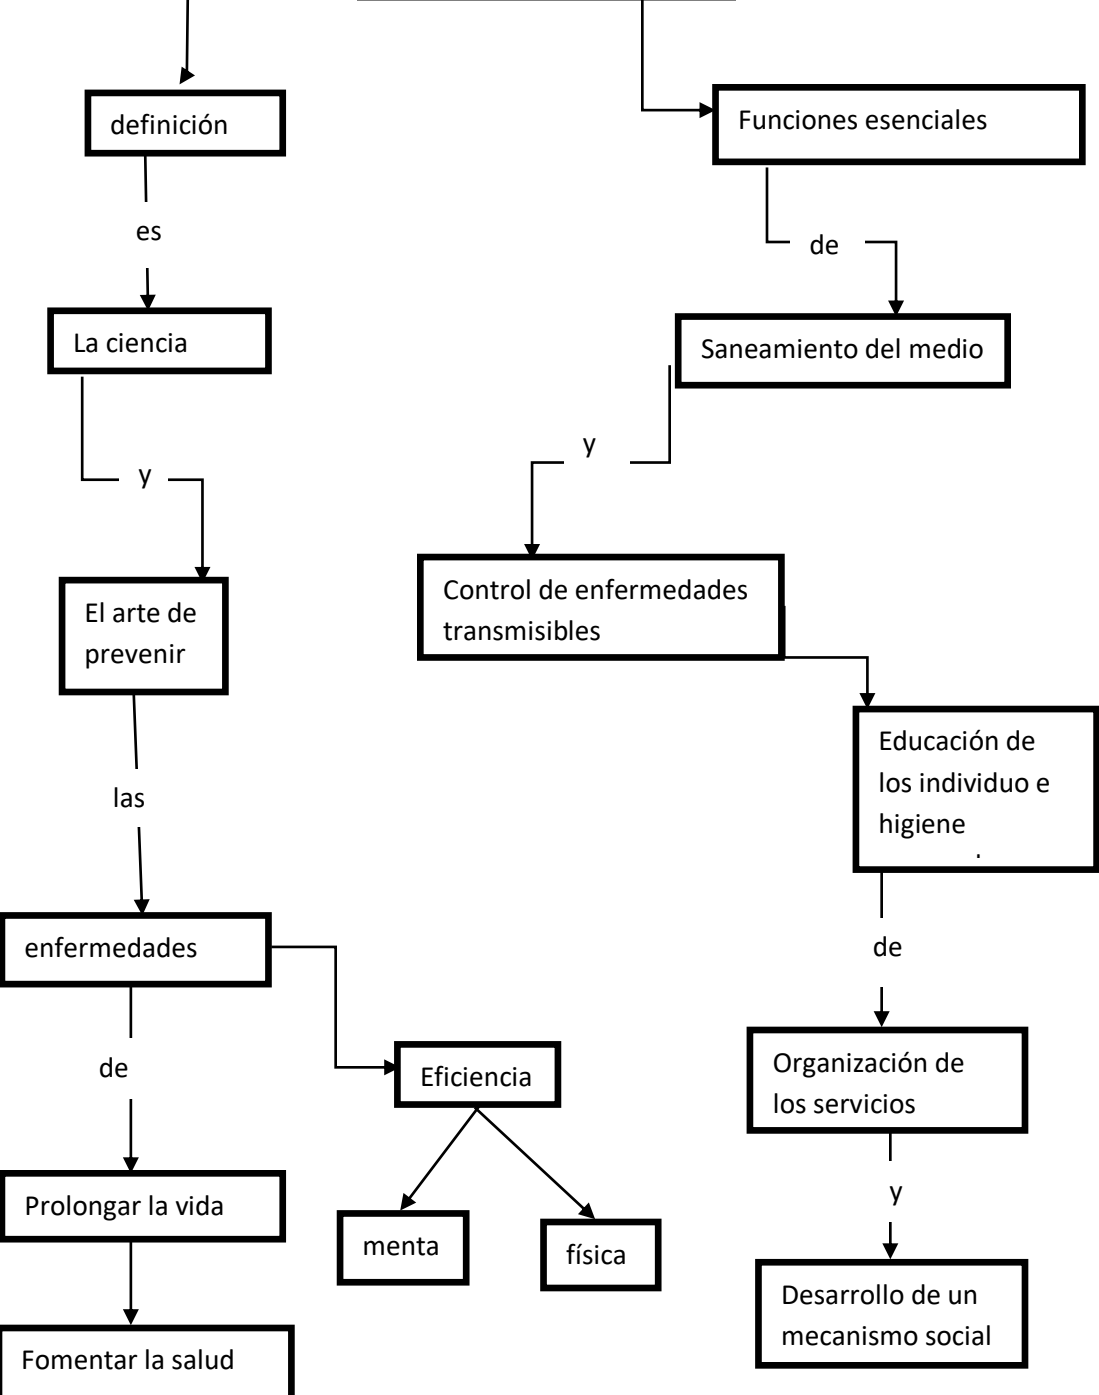 definición
es
La ciencia
y
El arte de
prevenir
las
enfermedades
de
Prolongar la vida
Fomentar la salud
Eficiencia
menta
física
Funciones esenciales
de
Saneamiento del medio
y
Control de enfermedades
transmisibles
Educación de
los individuo e
higiene
de
Organización de
los servicios
y
Desarrollo de un
mecanismo social